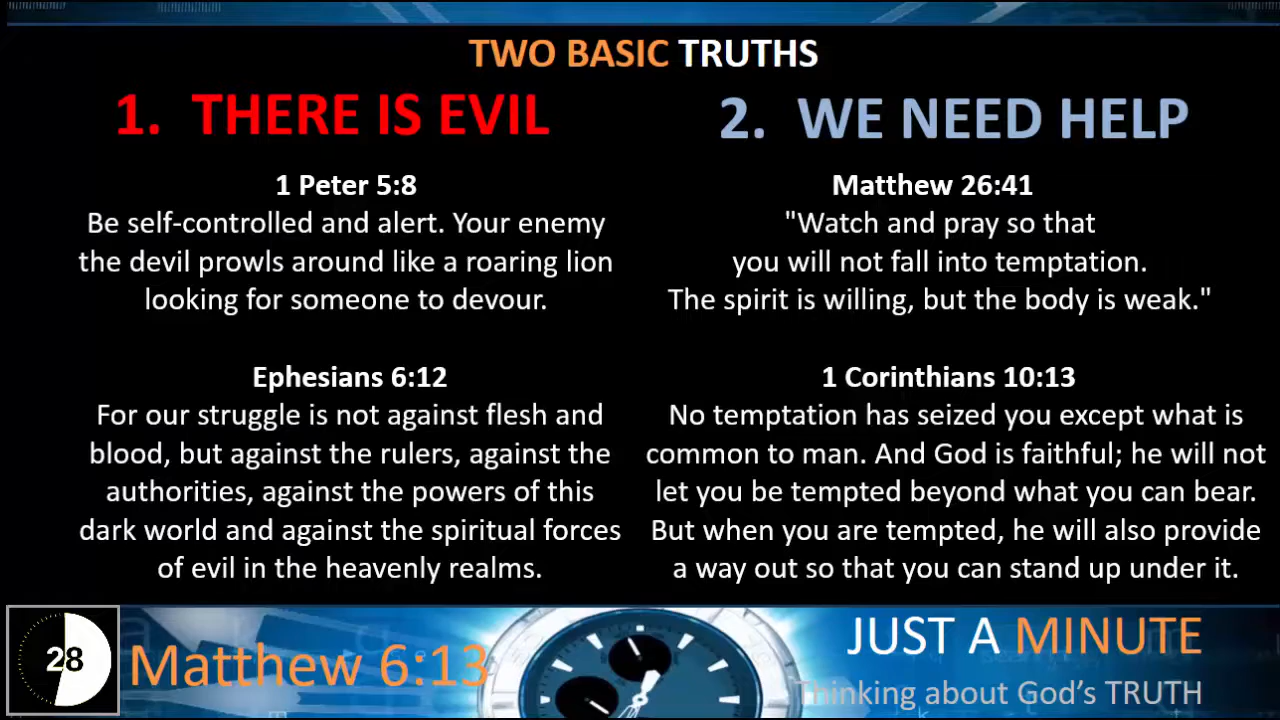 TWO BASIC TRUTHS
1. THERE IS EVIL
1 Peter 5:8
Be self-controlled and alert. Your enemy
the devil prowls around like a roaring lion
looking for someone to devour.
Ephesians 6:12
For our struggle is not against flesh and
blood, but against the rulers, against the
authorities, against the powers of this
dark world and against the spiritual forces
of evil in the heavenly realms.
2. WE NEED HELP
Matthew 26:41
"Watch and pray so that
you will not fall into temptation.
The spirit is willing, but the body is weak."
1 Corinthians 10:13
No temptation has seized you except what is
common to man. And God is faithful; he will not
let you be tempted beyond what you can bear.
But when you are tempted, he will also provide
a way out so that you can stand up under it.
28
Matthew 6:13
JUST A MINUTE
Thinking about God's TRUTH